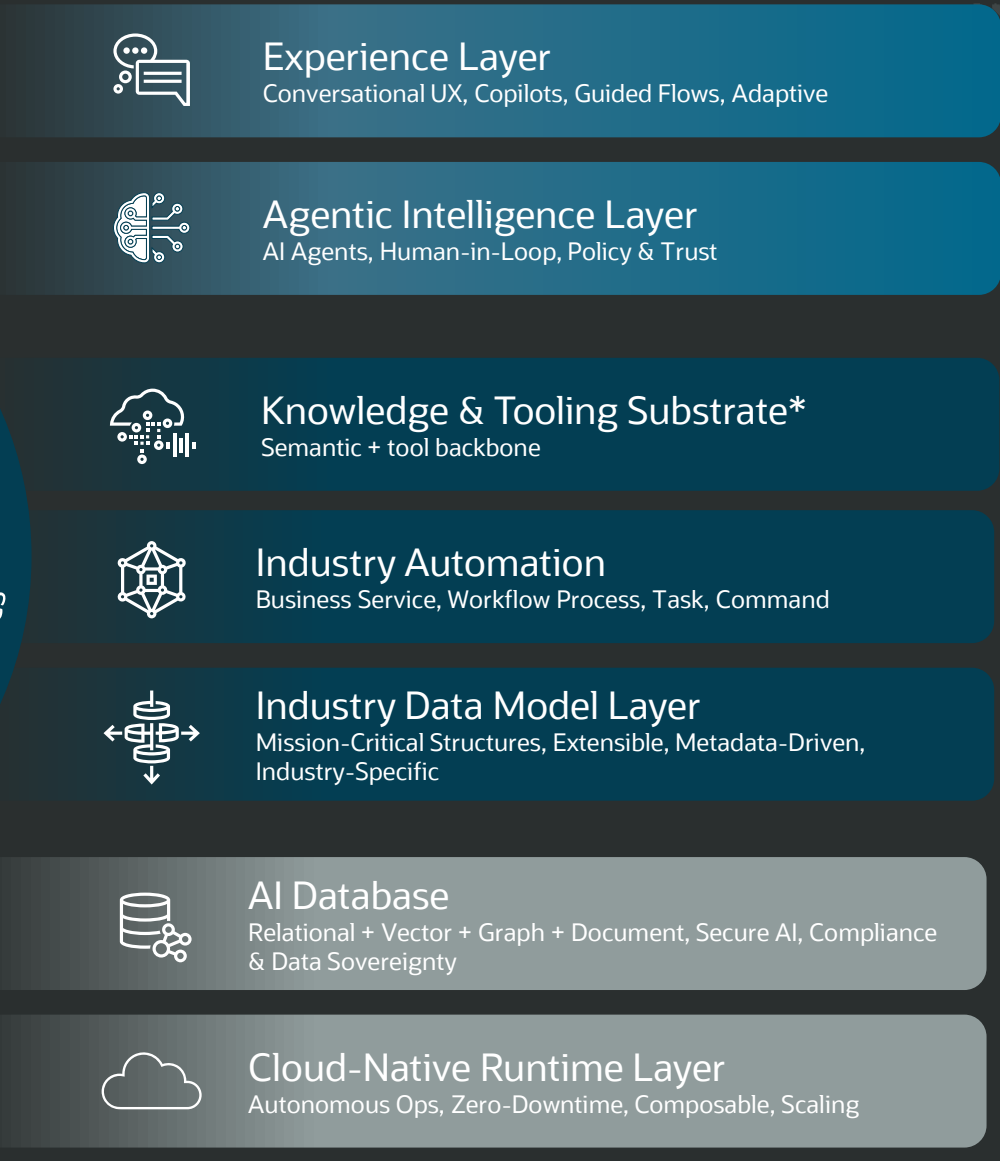 Experience Layer
Conversational UX, Copilots, Guided Flows, Adaptive
Agentic Intelligence Layer
AI Agents, Human-in-Loop, Policy & Trust
Knowledge & Tooling Substrate*
Semantic + tool backbone
Industry Automation
Business Service, Workflow Process, Task, Command
Industry Data Model Layer
Mission-Critical Structures, Extensible, Metadata-Driven,
Industry-Specific
AI Database
Relational + Vector + Graph + Document, Secure AI, Compliance
& Data Sovereignty
Cloud-Native Runtime Layer
Autonomous Ops, Zero-Downtime, Composable, Scaling